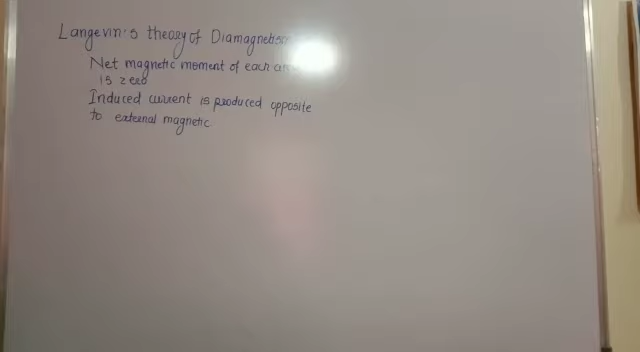 Langevin's theory of Diamagnetism
Net magnetic moment of each
is zero
Induced current is produced opposite
to external magnetic